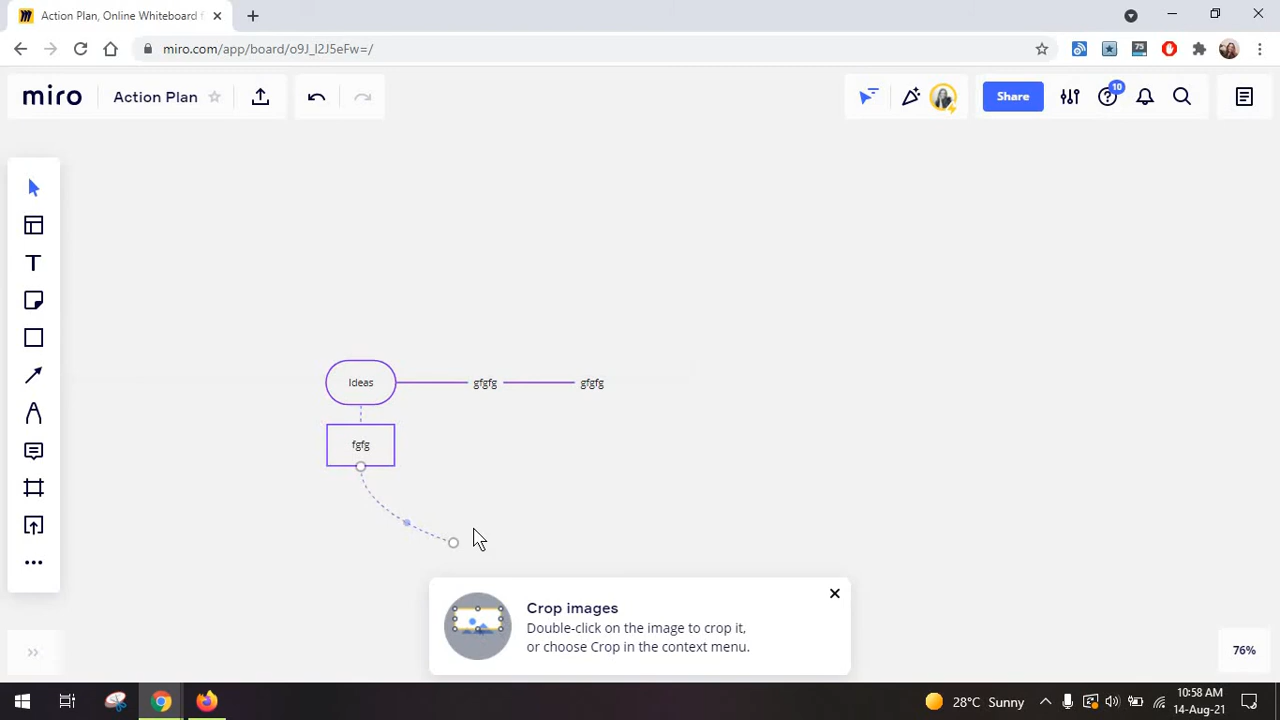 Action Plan, Online Whiteboard f
miro.com/app/board/o9J_l2J5eFw=/
75
miro
Action Plan
Share
10
Ideas
gfgfg
gfgfg
fgfg
Crop images
Double-click on the image to crop it,
or choose Crop in the context menu.
76%
28°C Sunny
10:58 AM
14-Aug-21